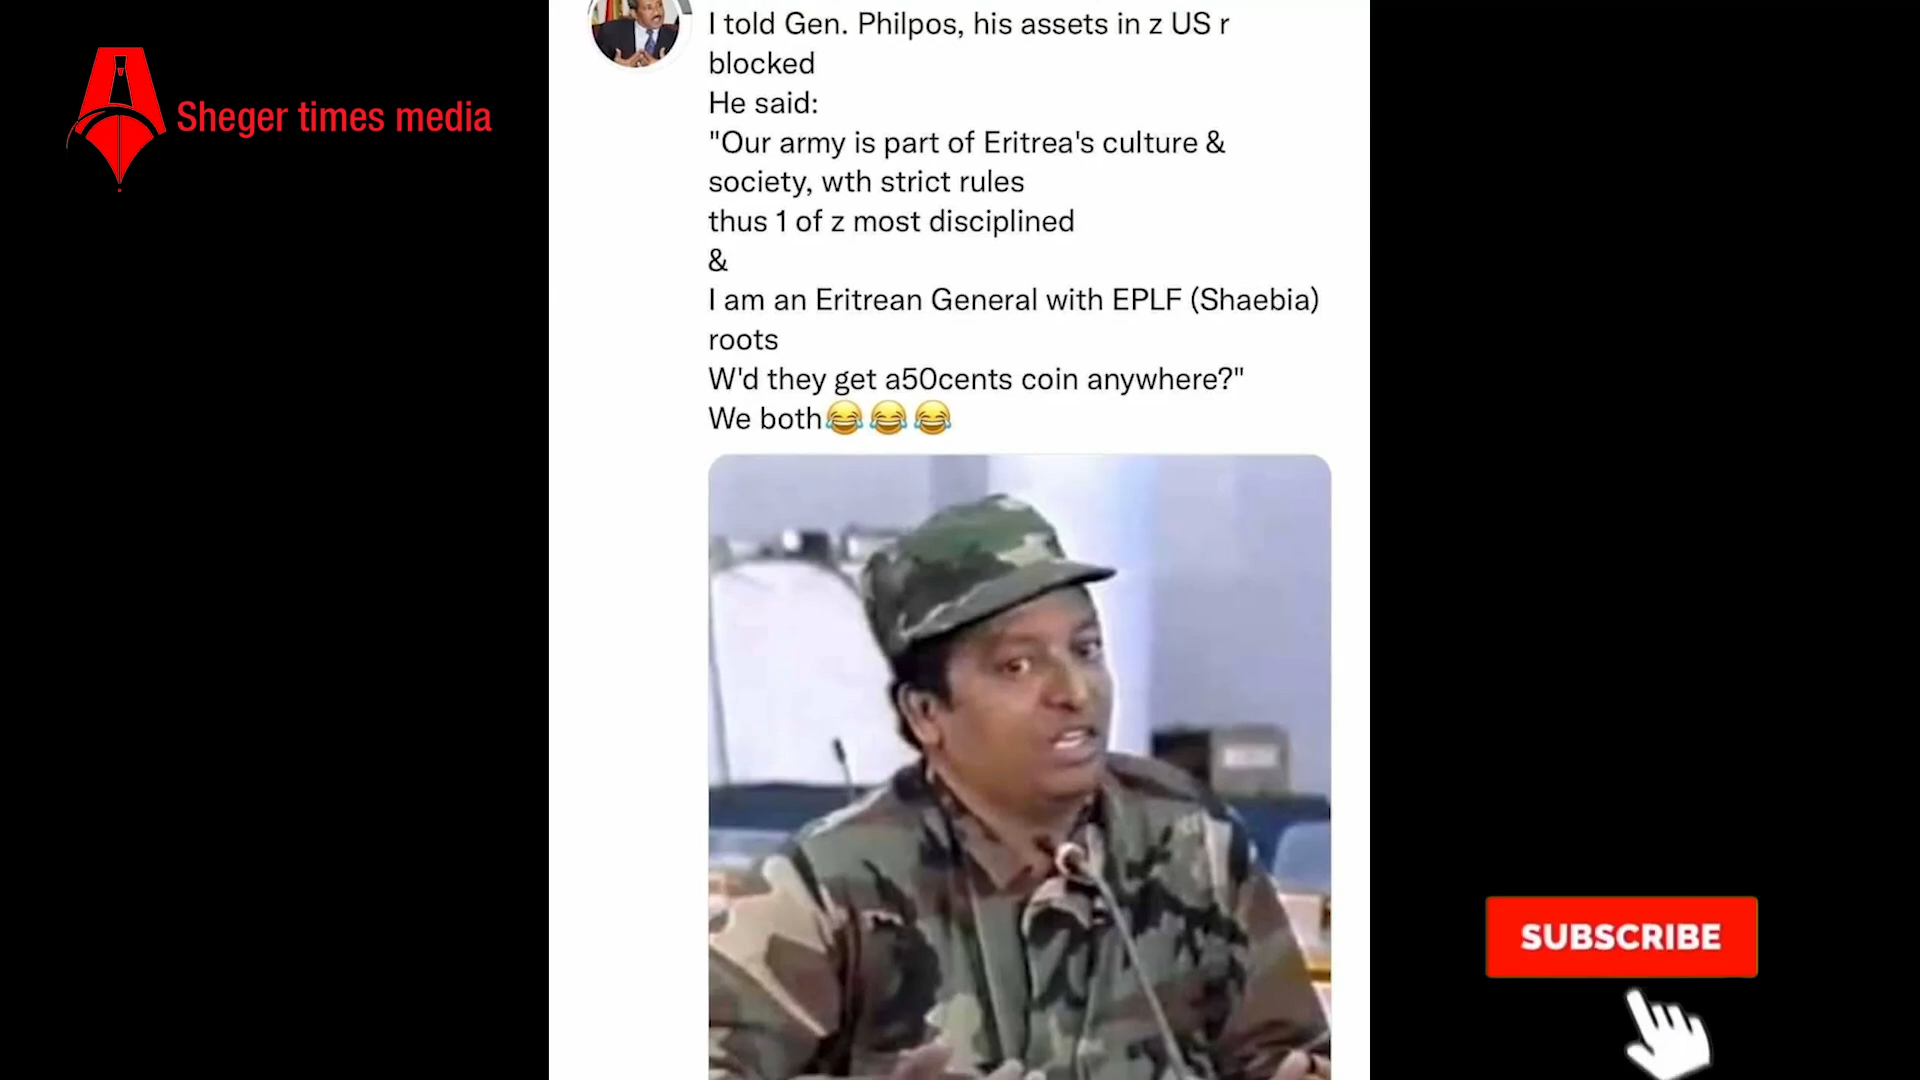 Sheger times media
I told Gen. Philpos, his assets in z US r
blocked
He said:
"Our army is part of Eritrea's culture &
society, wth strict rules
thus 1 of z most disciplined
&
I am an Eritrean General with EPLF (Shaebia)
roots
W'd they get a50cents coin anywhere?"
We both😂😂😂
SUBSCRIBE